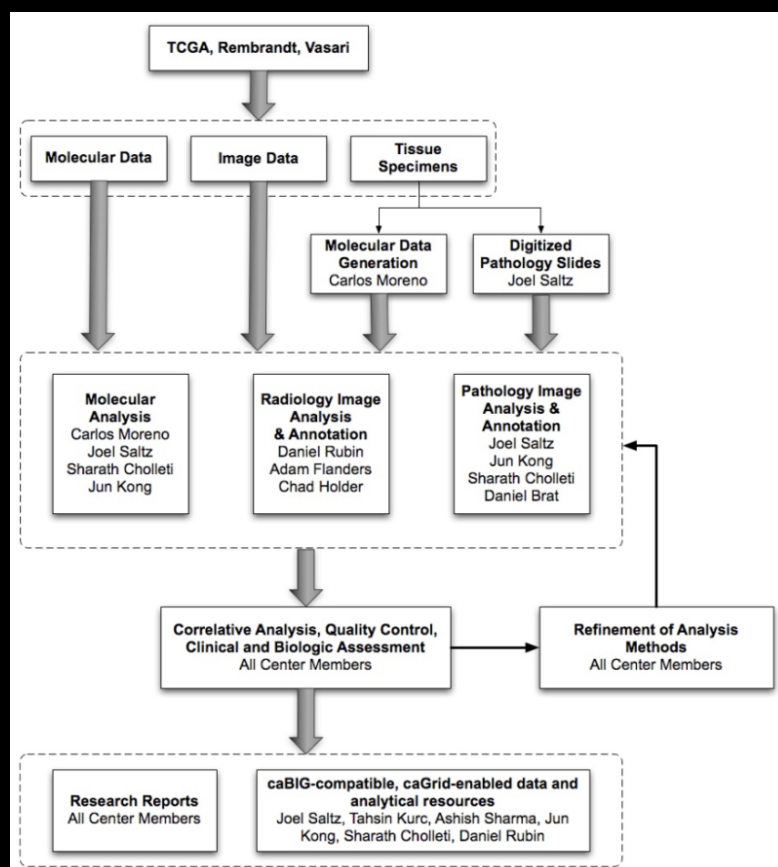 TCGA, Rembrandt, Vasari
Molecular Data
Image Data
Tissue
Specimens
Molecular Data
Generation
Carlos Moreno
Digitized
Pathology Slides
Joel Saltz
Molecular
Analysis
Carlos Moreno
Joel Saltz
Sharath Cholleti
Jun Kong
Radiology Image
Analysis
& Annotation
Daniel Rubin
Adam Flanders
Chad Holder
Pathology Image
Analysis &
Annotation
Joel Saltz
Jun Kong
Sharath Cholleti
Daniel Brat
Correlative Analysis, Quality Control,
Clinical and Biologic Assessment
All Center Members
Refinement of Analysis
Methods
All Center Members
Research Reports
All Center Members
caBIG-compatible, caGrid-enabled data and
analytical resources
Joel Saltz, Tahsin Kurc, Ashish Sharma, Jun
Kong, Sharath Cholleti, Daniel Rubin